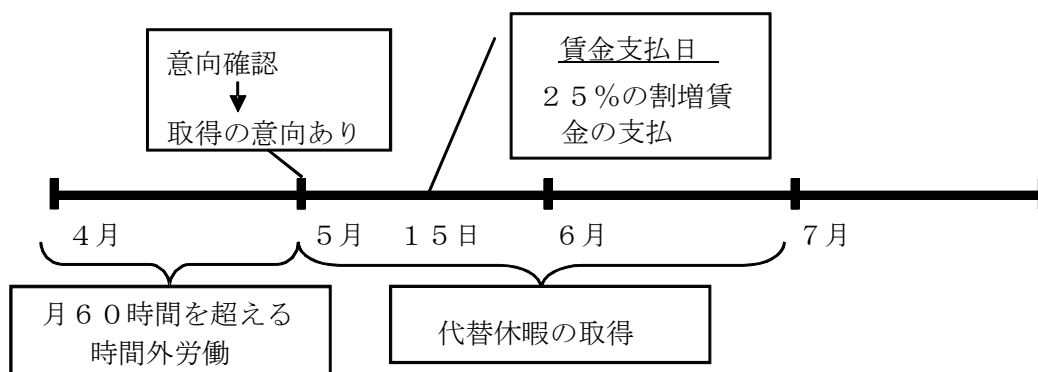 意向確認
取得の意向あり
賃金支払日
２５％の割増賃
金の支払
４月
５月
１５日
６月
７月
月６０時間を超える
時間外労働
代替休暇の取得